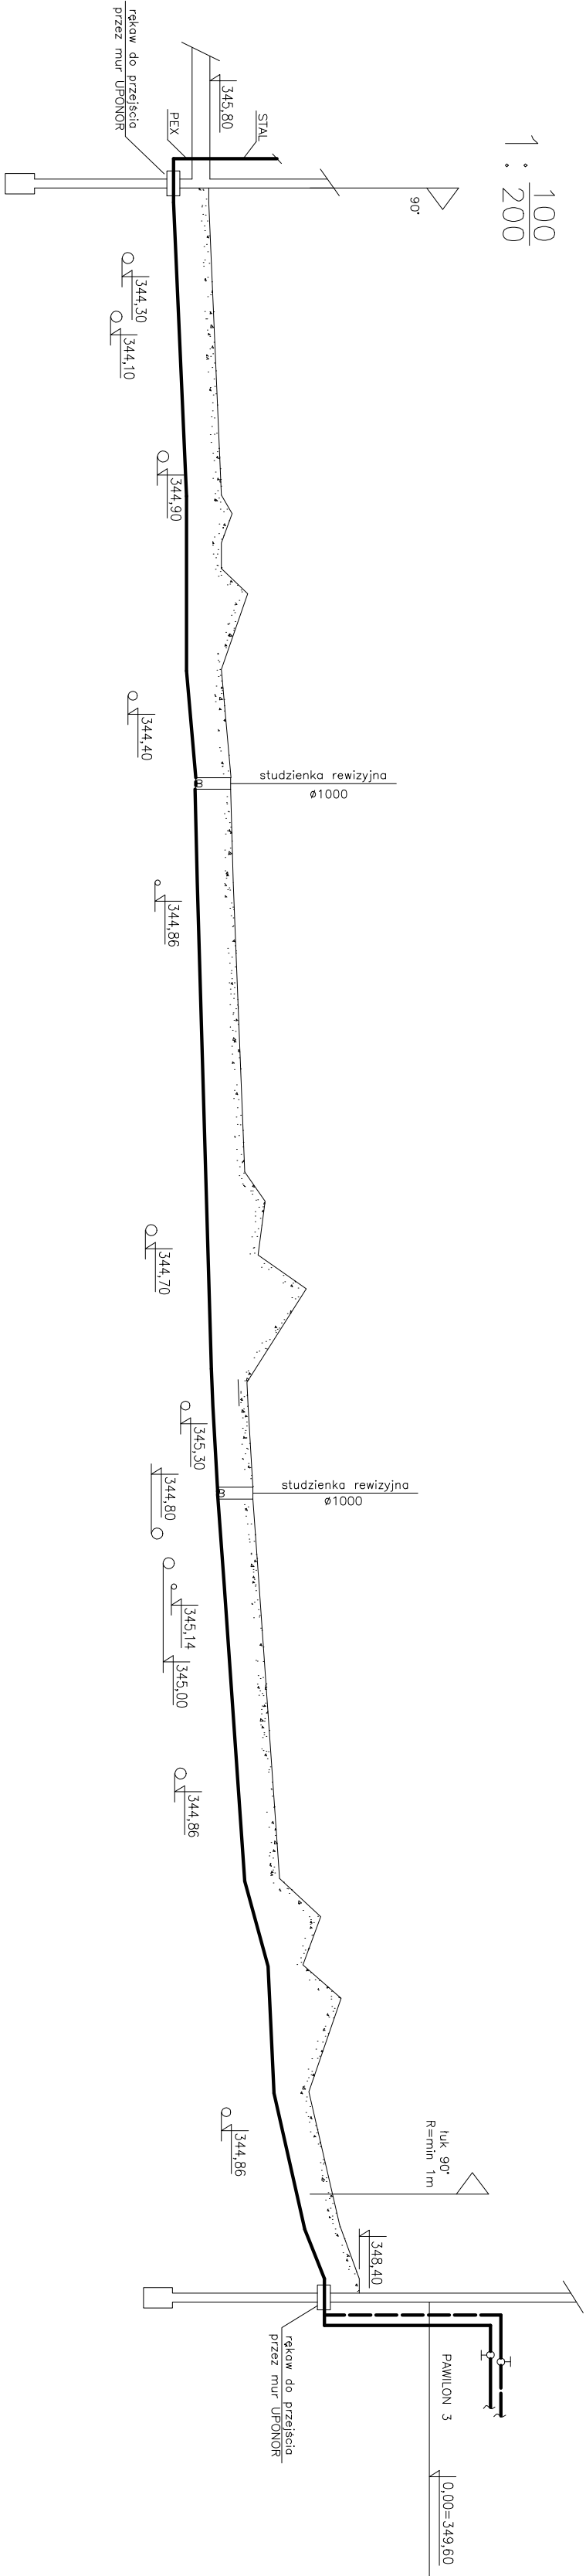 1 : 100
200
rękaw do przejścia
przez mur UPONOR
PEX
STAL
345,80
90°
344,30
344,10
344,90
344,40
studzienka rewizyjna
ø1000
344,86
344,70
345,30
studzienka rewizyjna
ø1000
344,80
345,14
345,00
344,86
344,86
łuk 90°
R=min 1m
348,40
rękaw do przejścia
przez mur UPONOR
PAWILON 3
0,00=349,60